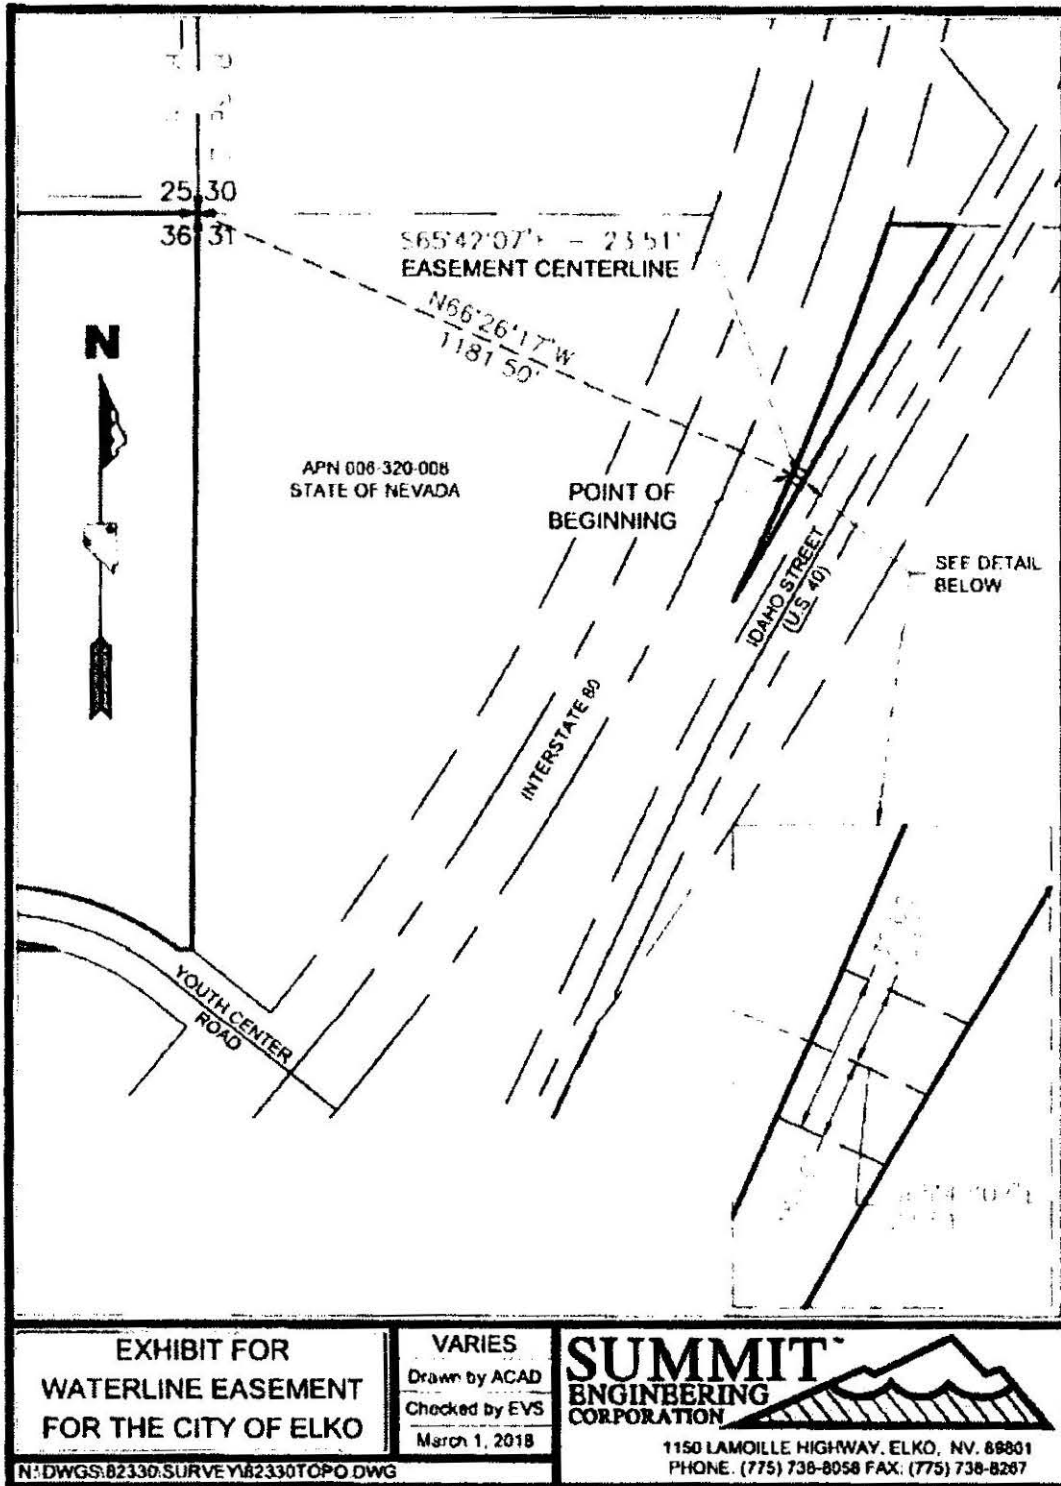 25 30
36 31
S65°42'07"E - 23.51'
EASEMENT CENTERLINE
N66°26'17"W
1181.50'
N
APN 006-320-008
STATE OF NEVADA
POINT OF
BEGINNING
SEE DETAIL
BELOW
IDAHO STREET
(U.S. 40)
INTERSTATE 80
YOUTH CENTER
ROAD
EXHIBIT FOR
WATERLINE EASEMENT
FOR THE CITY OF ELKO
VARIES
Drawn by ACAD
Checked by EVS
March 1, 2018
SUMMIT
ENGINEERING
CORPORATION
1150 LAMOILLE HIGHWAY, ELKO, NV. 89801
PHONE: (775) 738-8058 FAX: (775) 738-8267
N:\DWGS\82330\SURVEY\82330TOPO.DWG